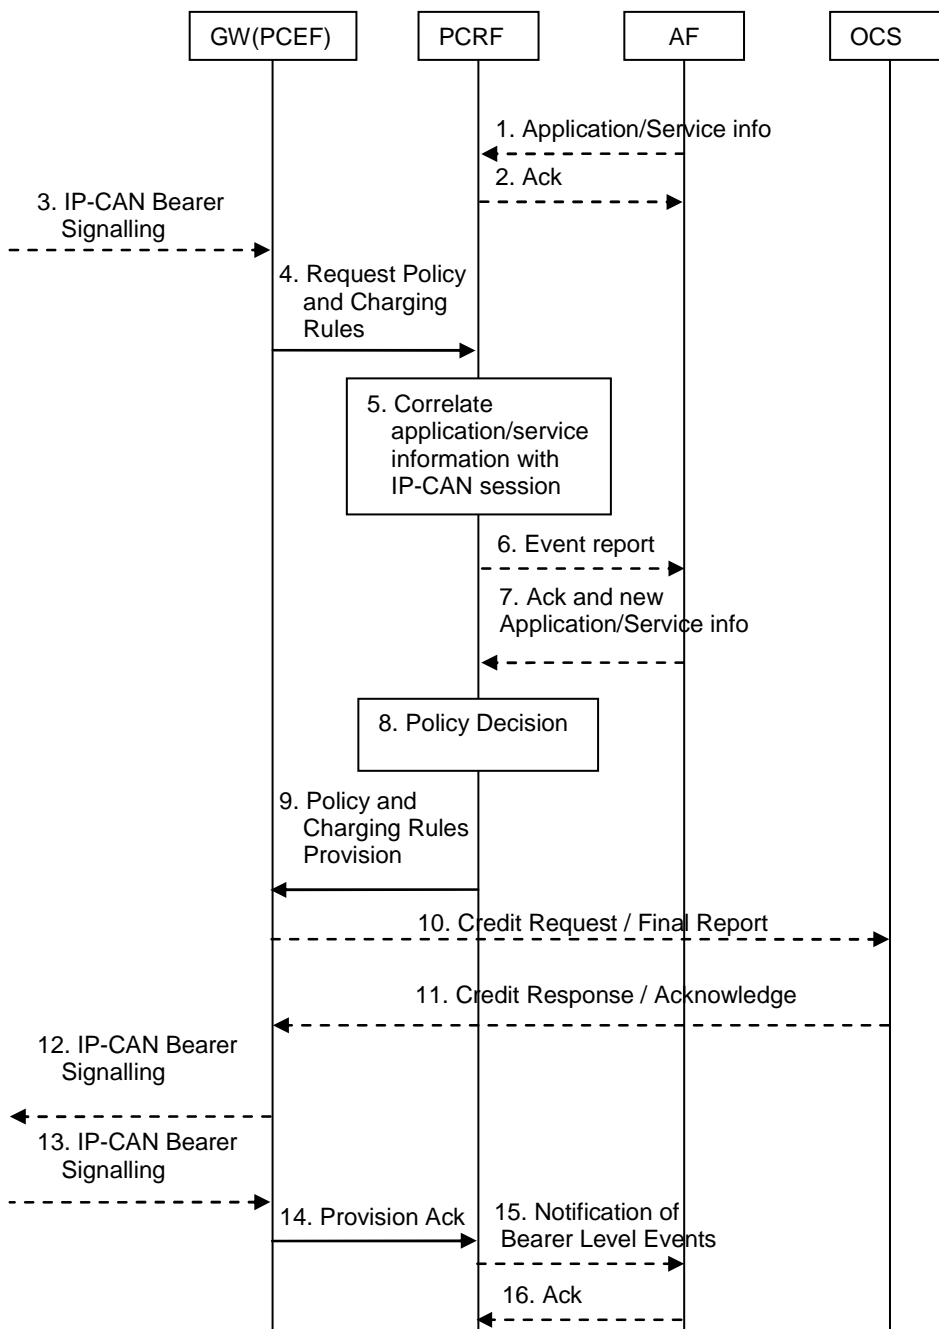 GW(PCEF)
PCRF
AF
OCS
1. Application/Service info
2. Ack
3. IP-CAN Bearer
Signalling
4. Request Policy
and Charging
Rules
5. Correlate
application/service
information with
IP-CAN session
6. Event report
7. Ack and new
Application/Service info
8. Policy Decision
9. Policy and
Charging Rules
Provision
10. Credit Request / Final Report
11. Credit Response / Acknowledge
12. IP-CAN Bearer
Signalling
13. IP-CAN Bearer
Signalling
14. Provision Ack
15. Notification of
Bearer Level Events
16. Ack